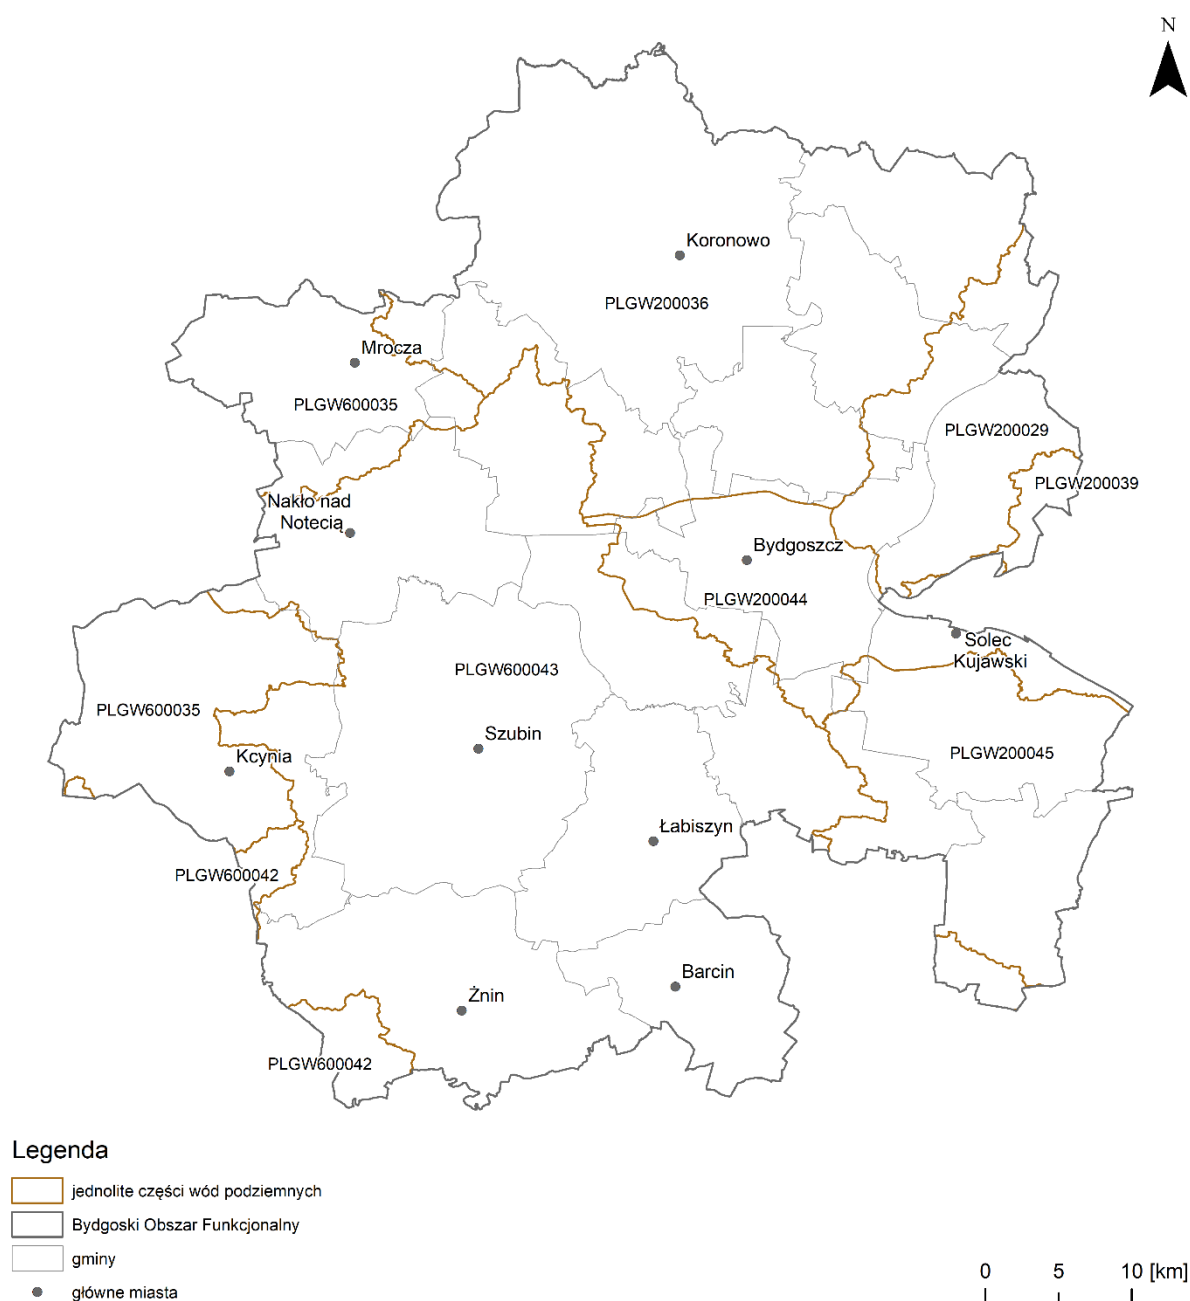 N
Koronowo
PLGW200036
Mrocza
PLGW600035
PLGW200029
PLGW200039
Nakło nad
Notecią
Bydgoszcz
PLGW200044
Solec
Kujawski
PLGW600043
PLGW600035
Szubin
Kcynia
PLGW200045
Łabiszyn
PLGW600042
Barcin
Żnin
PLGW600042
Legenda
jednolite części wód podziemnych
Bydgoski Obszar Funkcjonalny
gminy
główne miasta
0 5 10 [km]